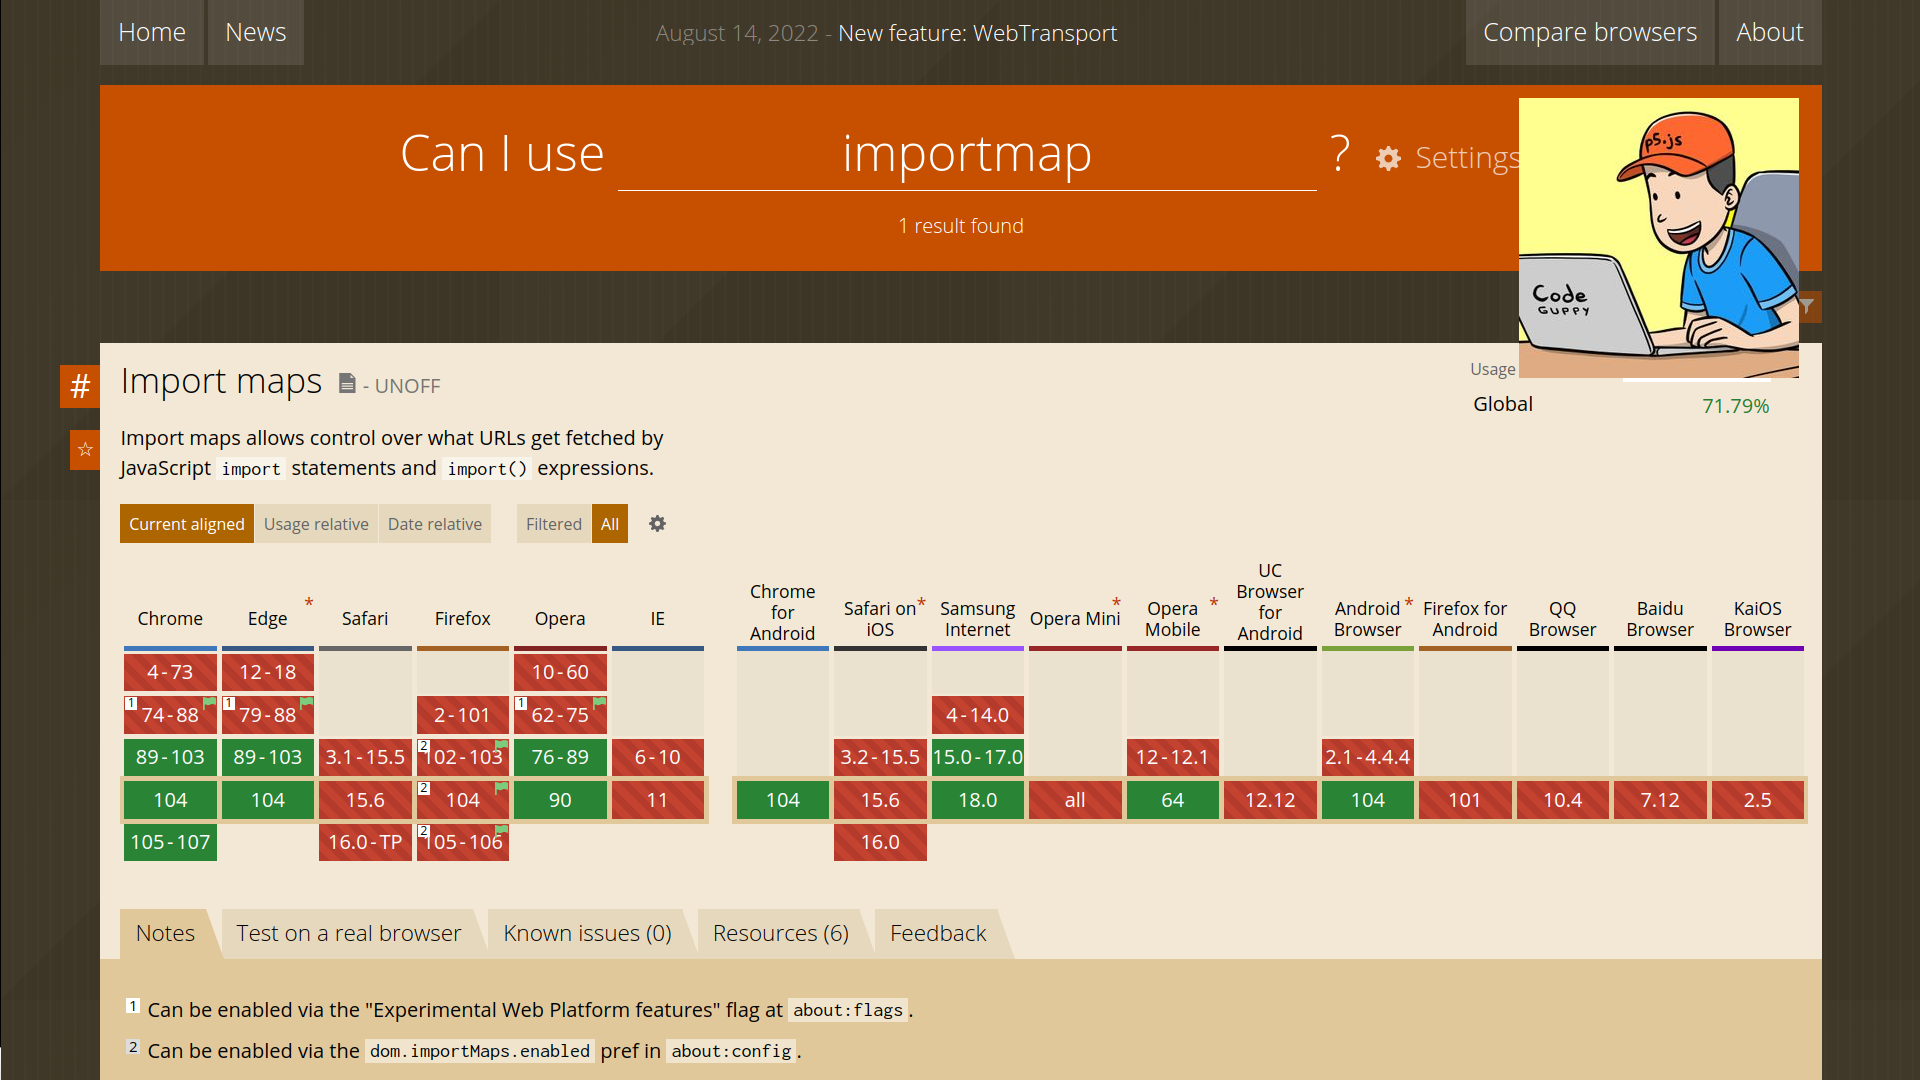 Home News August 14, 2022 - New feature: WebTransport Compare browsers About
Can I use importmap ? Settings
1 result found
p5.js
Code
GUPPY
# Import maps - UNOFF
Usage
Global 71.79%
Import maps allows control over what URLs get fetched by
JavaScript import statements and import() expressions.
Current aligned Usage relative Date relative Filtered All
Chrome Edge * Safari Firefox Opera IE Chrome for Android Safari on iOS * Samsung Internet Opera Mini * Opera Mobile * UC Browser for Android Android Browser * Firefox for Android QQ Browser Baidu Browser KaiOS Browser
4-73 12-18 10-60
1 74-88 1 79-88 2-101 1 62-75 4-14.0
89-103 89-103 3.1-15.5 2 102-103 76-89 6-10 3.2-15.5 15.0-17.0 12-12.1 2.1-4.4.4
104 104 15.6 2 104 90 11 104 15.6 18.0 all 64 12.12 104 101 10.4 7.12 2.5
105-107 16.0-TP 2 105-106 16.0
Notes Test on a real browser Known issues (0) Resources (6) Feedback
1 Can be enabled via the "Experimental Web Platform features" flag at about:flags.
2 Can be enabled via the dom.importMaps.enabled pref in about:config.